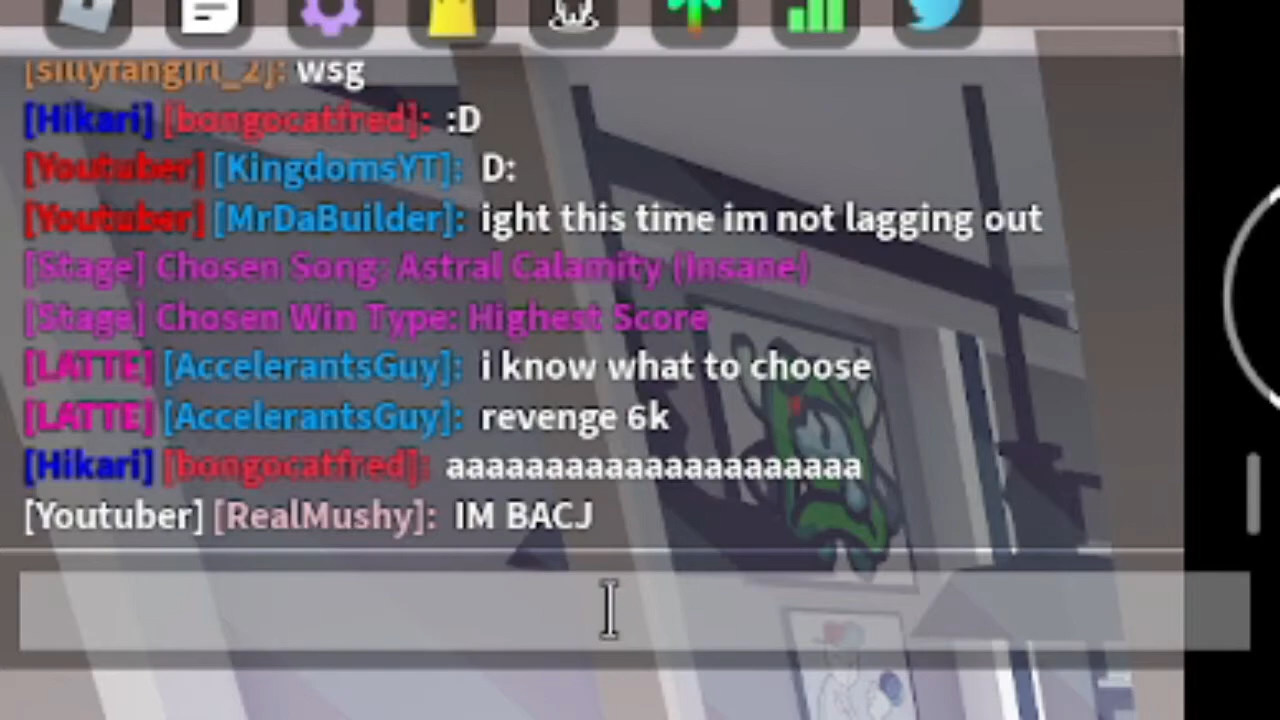 [sillyfangirl_2]: wsg
[Hikari] [bongocatfred]: :D
[Youtuber] [KingdomsYT]: D:
[Youtuber] [MrDaBuilder]: ight this time im not lagging out
[Stage] Chosen Song: Astral Calamity (Insane)
[Stage] Chosen Win Type: Highest Score
[LATTE] [AccelerantsGuy]: i know what to choose
[LATTE] [AccelerantsGuy]: revenge 6k
[Hikari] [bongocatfred]: aaaaaaaaaaaaaaaaaaaaa
[Youtuber] [RealMushy]: IM BACJ